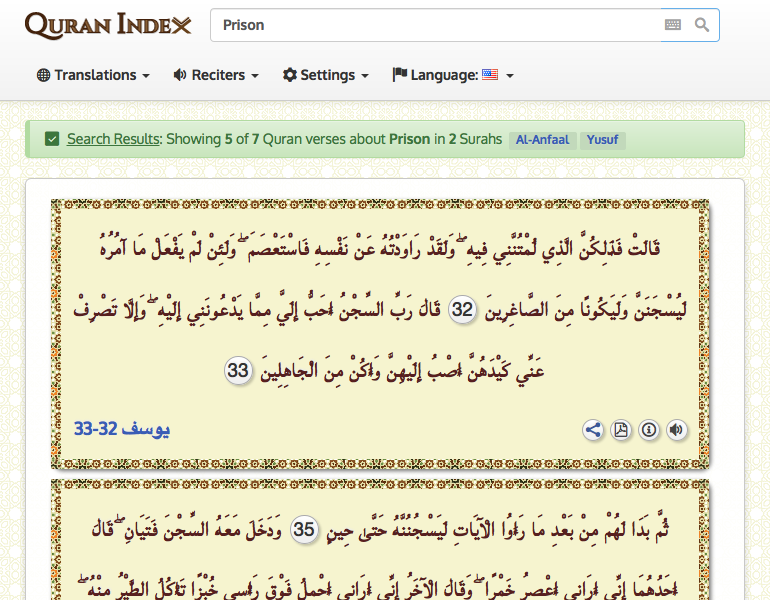 QURAN INDEX
Prison
Translations
Reciters
Settings
Language:
Search Results: Showing 5 of 7 Quran verses about Prison in 2 Surahs Al-Anfaal Yusuf
قَالَتْ فَذَٰلِكُنَّ الَّذِي لُمْتُنَّنِي فِيهِ ۖ وَلَقَدْ رَاوَدْتُهُ عَنْ نَفْسِهِ فَاسْتَعْصَمَ ۖ وَلَئِنْ لَمْ يَفْعَلْ مَا آمُرُهُ
لَيُسْجَنَنَّ وَلَيَكُونًا مِنَ الصَّاغِرِينَ 32 قَالَ رَبِّ السِّجْنُ أَحَبُّ إِلَيَّ مِمَّا يَدْعُونَنِي إِلَيْهِ ۖ وَإِلَّا تَصْرِفْ
عَنِّي كَيْدَهُنَّ أَصْبُ إِلَيْهِنَّ وَأَكُنْ مِنَ الْجَاهِلِينَ 33
يوسف 32-33
ثُمَّ بَدَا لَهُمْ مِنْ بَعْدِ مَا رَأَوُا الْآيَاتِ لَيَسْجُنُنَّهُ حَتَّىٰ حِينٍ 35 وَدَخَلَ مَعَهُ السِّجْنَ فَتَيَانِ ۖ قَالَ
أَحَدُهُمَا إِنِّي أَرَانِي أَعْصِرُ خَمْرًا ۖ وَقَالَ الْآخَرُ إِنِّي أَرَانِي أَحْمِلُ فَوْقَ رَأْسِي خُبْزًا تَأْكُلُ الطَّيْرُ مِنْهُ ۖ